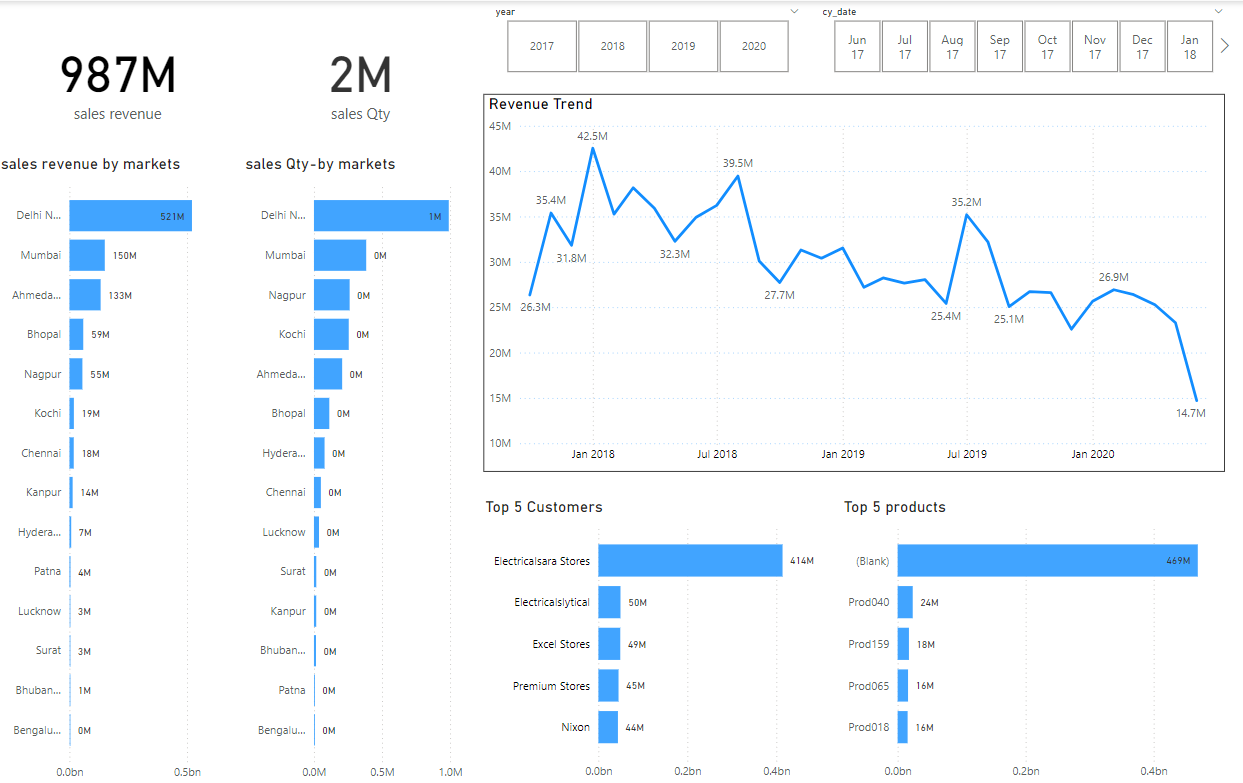 year
cy_date
2017
2018
2019
2020
Jun 17
Jul 17
Aug 17
Sep 17
Oct 17
Nov 17
Dec 17
Jan 18
987M
sales revenue
2M
sales Qty
sales revenue by markets
Delhi N... 521M
Mumbai 150M
Ahmeda... 133M
Bhopal 59M
Nagpur 55M
Kochi 19M
Chennai 18M
Kanpur 14M
Hydera... 7M
Patna 4M
Lucknow 3M
Surat 3M
Bhuban... 1M
Bengalu... 0M
0.0bn 0.5bn
sales Qty-by markets
Delhi N... 1M
Mumbai 0M
Nagpur 0M
Kochi 0M
Ahmeda... 0M
Bhopal 0M
Hydera... 0M
Chennai 0M
Lucknow 0M
Surat 0M
Kanpur 0M
Bhuban... 0M
Patna 0M
Bengalu... 0M
0.0M 0.5M 1.0M
Revenue Trend
45M
40M
35M
30M
25M
20M
15M
10M
26.3M
35.4M
31.8M
42.5M
32.3M
39.5M
27.7M
25.4M
35.2M
25.1M
26.9M
14.7M
Jan 2018 Jul 2018 Jan 2019 Jul 2019 Jan 2020
Top 5 Customers
Electricalsara Stores 414M
Electricalslytical 50M
Excel Stores 49M
Premium Stores 45M
Nixon 44M
0.0bn 0.2bn 0.4bn
Top 5 products
(Blank) 469M
Prod040 24M
Prod159 18M
Prod065 16M
Prod018 16M
0.0bn 0.2bn 0.4bn